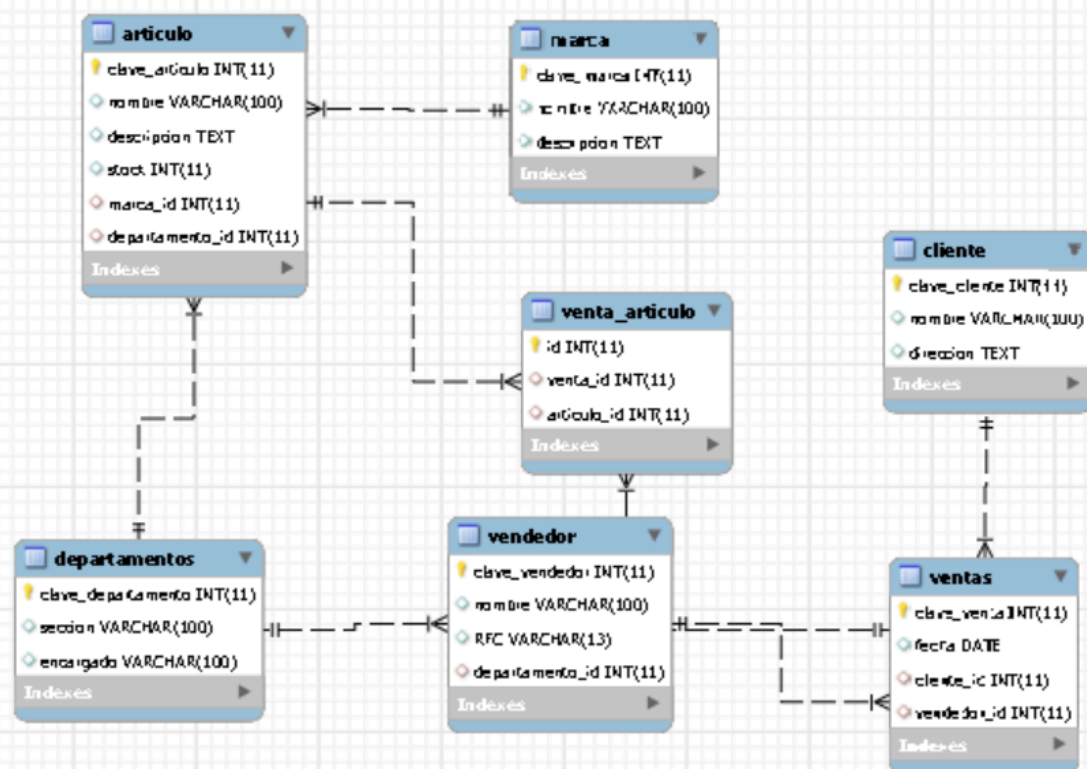 articulo
clave_articulo INT(11)
nombre VARCHAR(100)
descripcion TEXT
stock INT(11)
marca_id INT(11)
departamento_id INT(11)
Indexes
marca
clave_marca INT(11)
nombre VARCHAR(100)
descripcion TEXT
Indexes
cliente
clave_cliente INT(11)
nombre VARCHAR(100)
direccion TEXT
Indexes
venta_articulo
id INT(11)
venta_id INT(11)
articulo_id INT(11)
Indexes
departamentos
clave_departamento INT(11)
seccion VARCHAR(100)
encargado VARCHAR(100)
Indexes
vendedor
clave_vendedor INT(11)
nombre VARCHAR(100)
RFC VARCHAR(13)
departamento_id INT(11)
Indexes
ventas
clave_venta INT(11)
fecha DATE
cliente_id INT(11)
vendedor_id INT(11)
Indexes